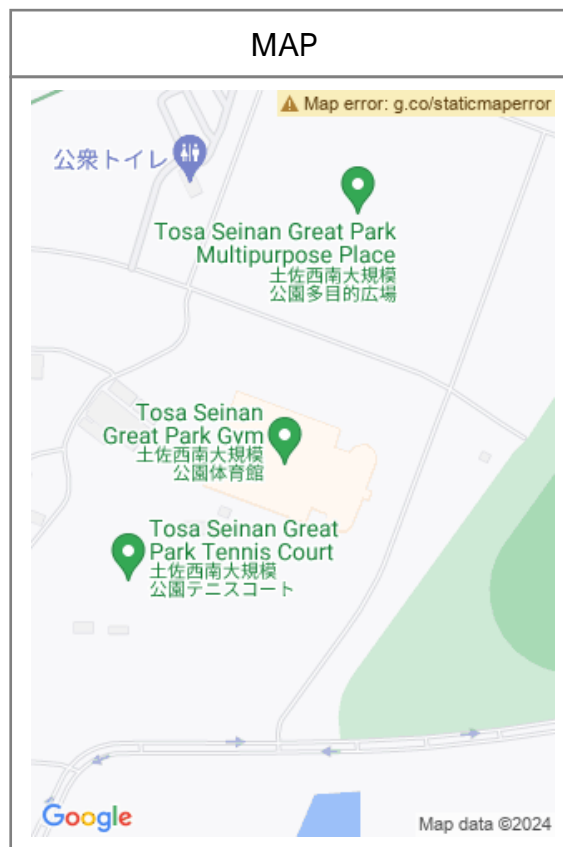 MAP
⚠ Map error: g.co/staticmaperror
公衆トイレ
Tosa Seinan Great Park
Multipurpose Place
土佐西南大規模
公園多目的広場
Tosa Seinan
Great Park Gym
土佐西南大規模
公園体育館
Tosa Seinan Great
Park Tennis Court
土佐西南大規模
公園テニスコート
Google
Map data ©2024